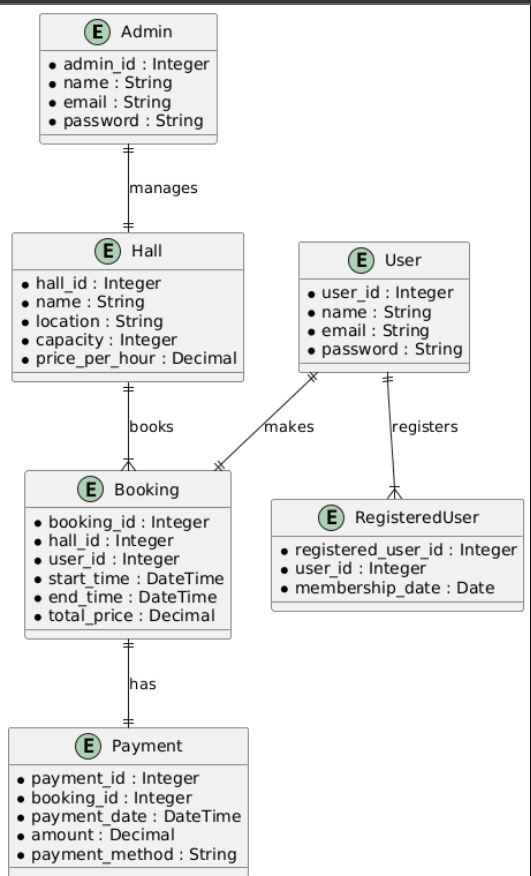 E Admin
admin_id : Integer
name : String
email : String
password : String
manages
E Hall
hall_id : Integer
name : String
location : String
capacity : Integer
price_per_hour : Decimal
E User
user_id : Integer
name : String
email : String
password : String
books
makes
registers
E Booking
booking_id : Integer
hall_id : Integer
user_id : Integer
start_time : DateTime
end_time : DateTime
total_price : Decimal
E RegisteredUser
registered_user_id : Integer
user_id : Integer
membership_date : Date
has
E Payment
payment_id : Integer
booking_id : Integer
payment_date : DateTime
amount : Decimal
payment_method : String